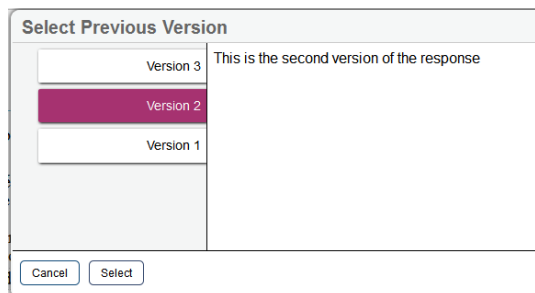 Select Previous Version
Version 3
This is the second version of the response
Version 2
Version 1
Cancel
Select